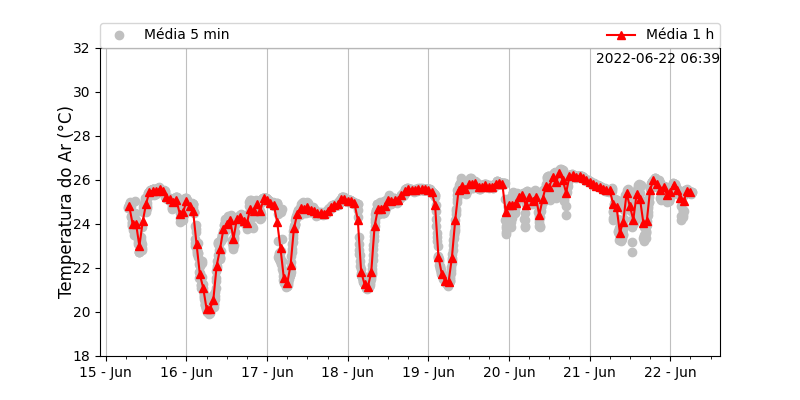 Média 5 min
Média 1 h
2022-06-22 06:39
Temperatura do Ar (°C)
32
30
28
26
24
22
20
18
15 - Jun
16 - Jun
17 - Jun
18 - Jun
19 - Jun
20 - Jun
21 - Jun
22 - Jun